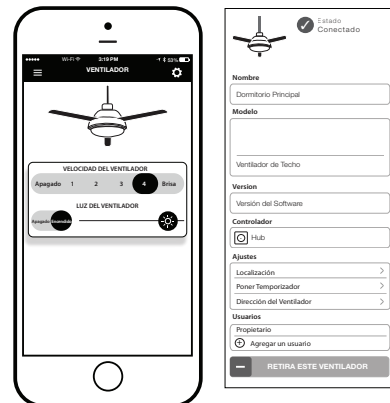 Wi-Fi 3:19 PM 53%
VENTILADOR
VELOCIDAD DEL VENTILADOR
Apagado 1 2 3 4 Brisa
LUZ DEL VENTILADOR
Apagado Encendido
Estado
Conectado
Nombre
Dormitorio Principal
Modelo
Ventilador de Techo
Version
Versión del Software
Controlador
Hub
Ajustes
Localización
Poner Temporizador
Dirección del Ventilador
Usuarios
Propietario
Agregar un usuario
RETIRA ESTE VENTILADOR